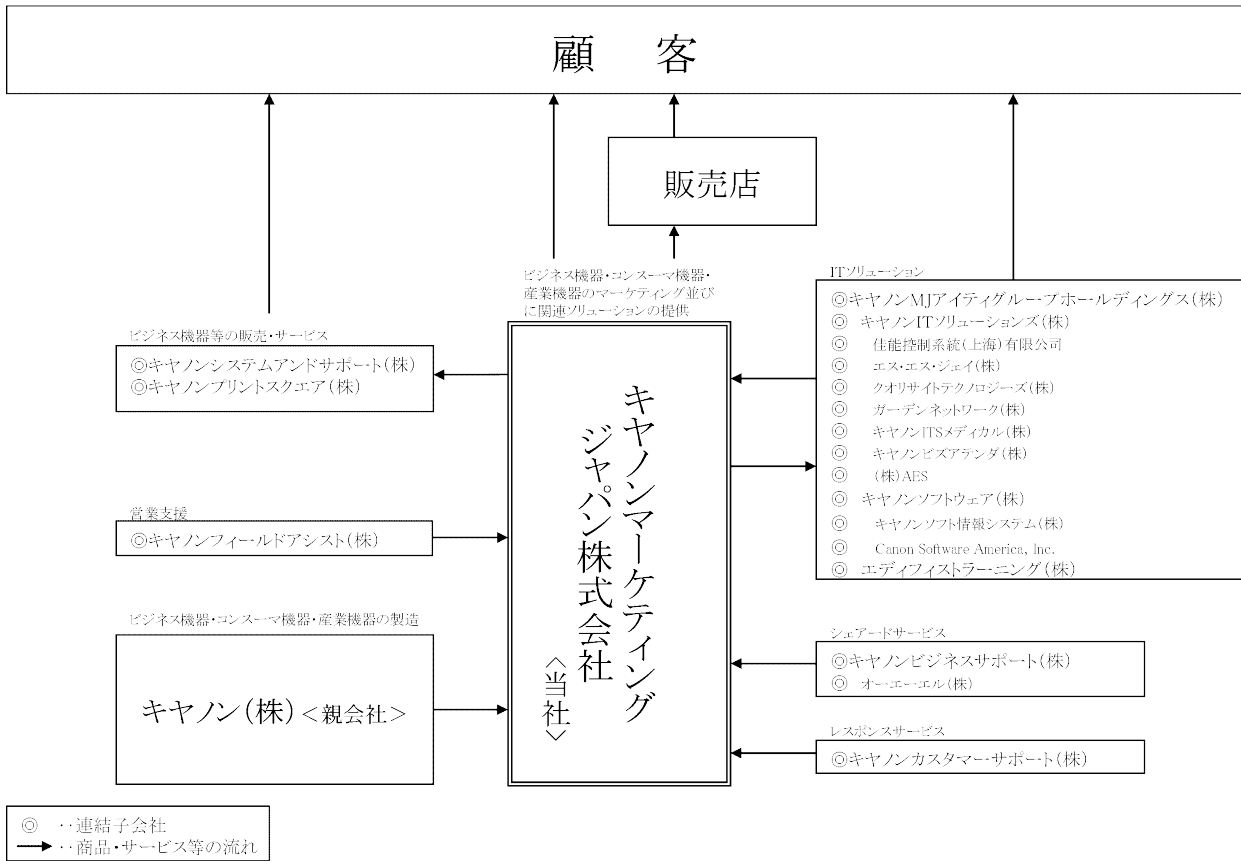 顧客
販売店
ビジネス機器・コンスーマ機器・
産業機器のマーケティング並び
に関連ソリューションの提供
ITソリューション
◎キヤノンMJアイティグループホールディングス(株)
◎ キヤノンITソリューションズ(株)
◎ 佳能控制系統(上海)有限公司
◎ エス・エス・ジェイ(株)
◎ クオリサイトテクノロジーズ(株)
◎ ガーデンネットワーク(株)
◎ キヤノンITSメディカル(株)
◎ キヤノンビズアテンダ(株)
◎ (株)AES
◎ キヤノンソフトウェア(株)
◎ キヤノンソフト情報システム(株)
◎ Canon Software America, Inc.
◎ エディフィストラーニング(株)
ビジネス機器等の販売・サービス
◎キヤノンシステムアンドサポート(株)
◎キヤノンプリントスクエア(株)
キヤノンマーケティング
ジャパン株式会社
<当社>
営業支援
◎キヤノンフィールドアシスト(株)
ビジネス機器・コンスーマ機器・産業機器の製造
キヤノン(株)<親会社>
シェアードサービス
◎キヤノンビジネスサポート(株)
◎ オーエーエル(株)
レスポンスサービス
◎キヤノンカスタマーサポート(株)
◎ ‥連結子会社
‥商品・サービス等の流れ